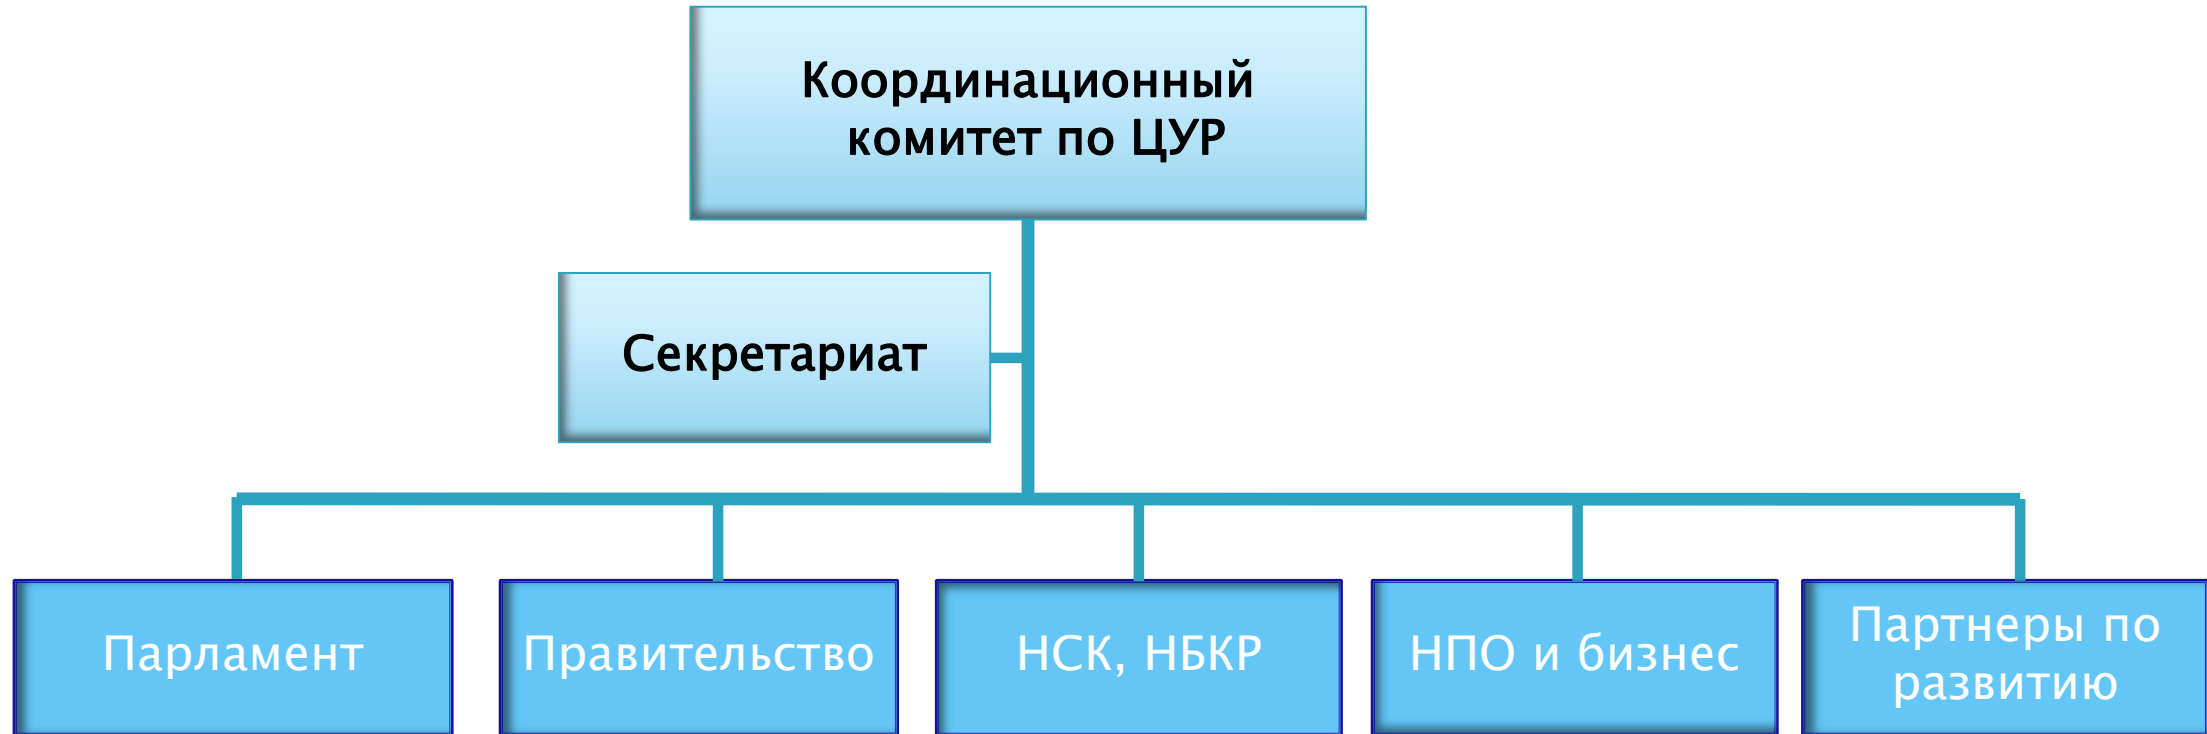 Координационный
комитет по ЦУР
Секретариат
Парламент
Правительство
НСК, НБКР
НПО и бизнес
Партнеры по
развитию